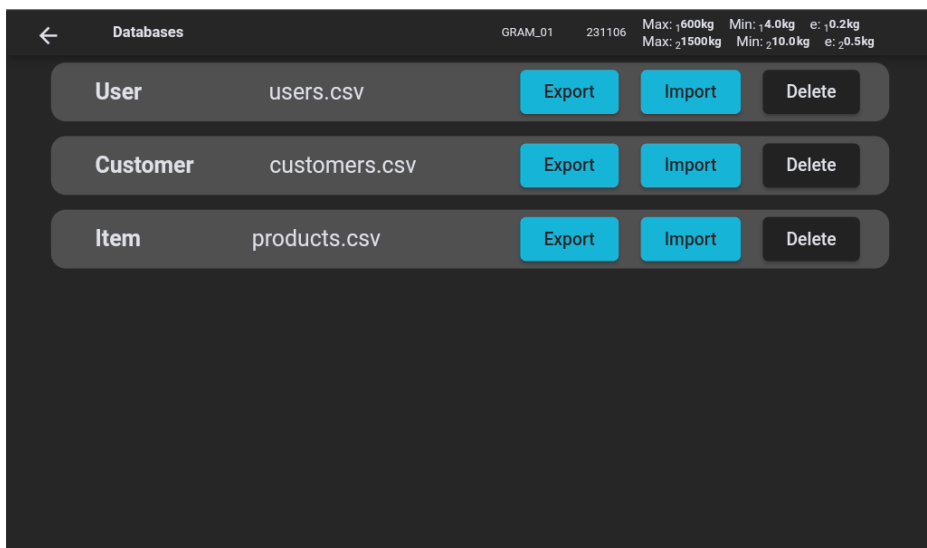 Databases GRAM_01 231106 Max: ₁600kg Min: ₁4.0kg e: ₁0.2kg
Max: ₂1500kg Min: ₂10.0kg e: ₂0.5kg
User users.csv Export Import Delete
Customer customers.csv Export Import Delete
Item products.csv Export Import Delete